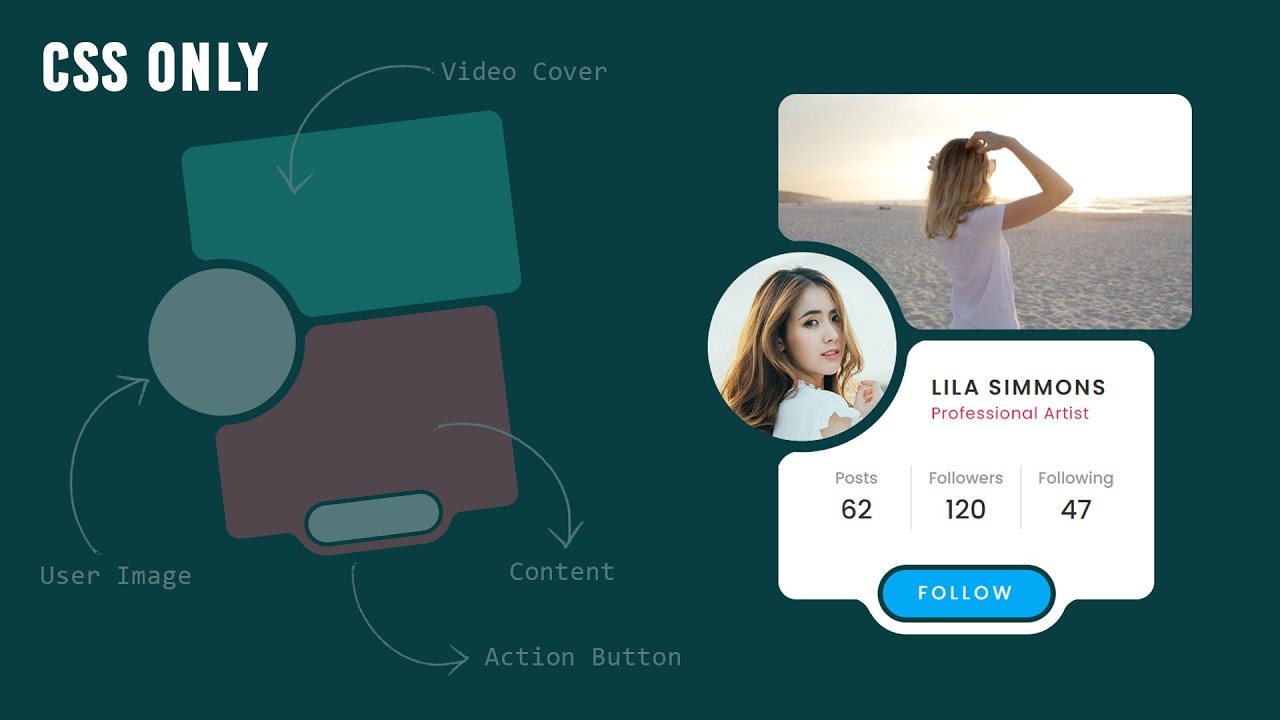 CSS ONLY
Video Cover
User Image
Content
Action Button
LILA SIMMONS
Professional Artist
Posts Followers Following
62 120 47
FOLLOW